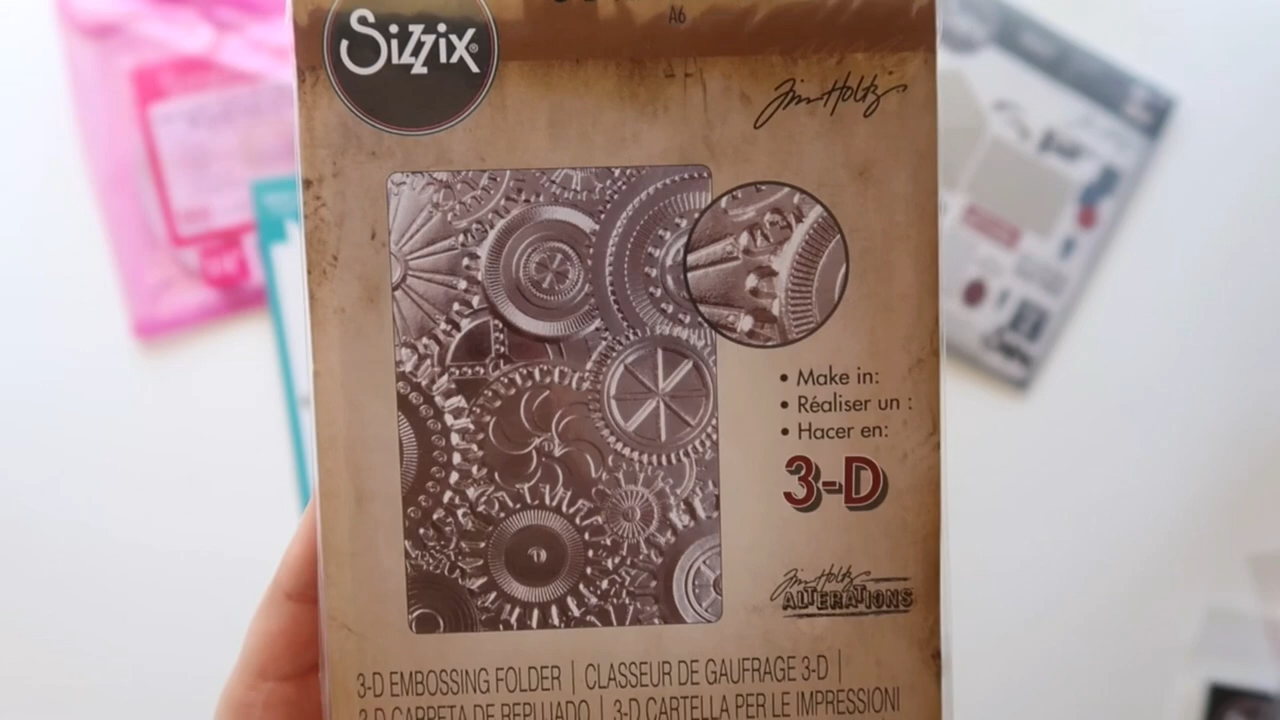 Sizzix®
A6
Tim Holtz
• Make in:
• Réaliser un :
• Hacer en:
3-D
Tim Holtz
ALTERATIONS
3-D EMBOSSING FOLDER | CLASSEUR DE GAUFRAGE 3-D |
3-D CARPETA DE REPUJADO | 3-D CARTELLA PER LE IMPRESSIONI